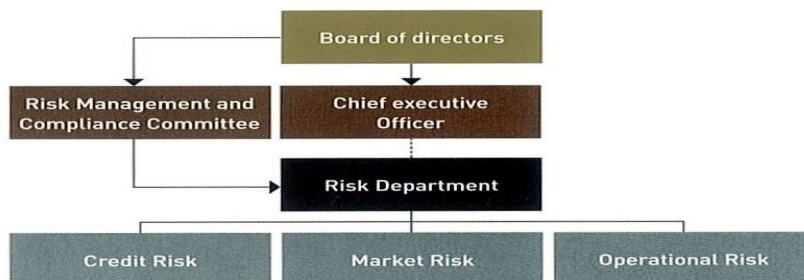 Board of directors
Risk Management and
Compliance Committee
Chief executive
Officer
Risk Department
Credit Risk
Market Risk
Operational Risk